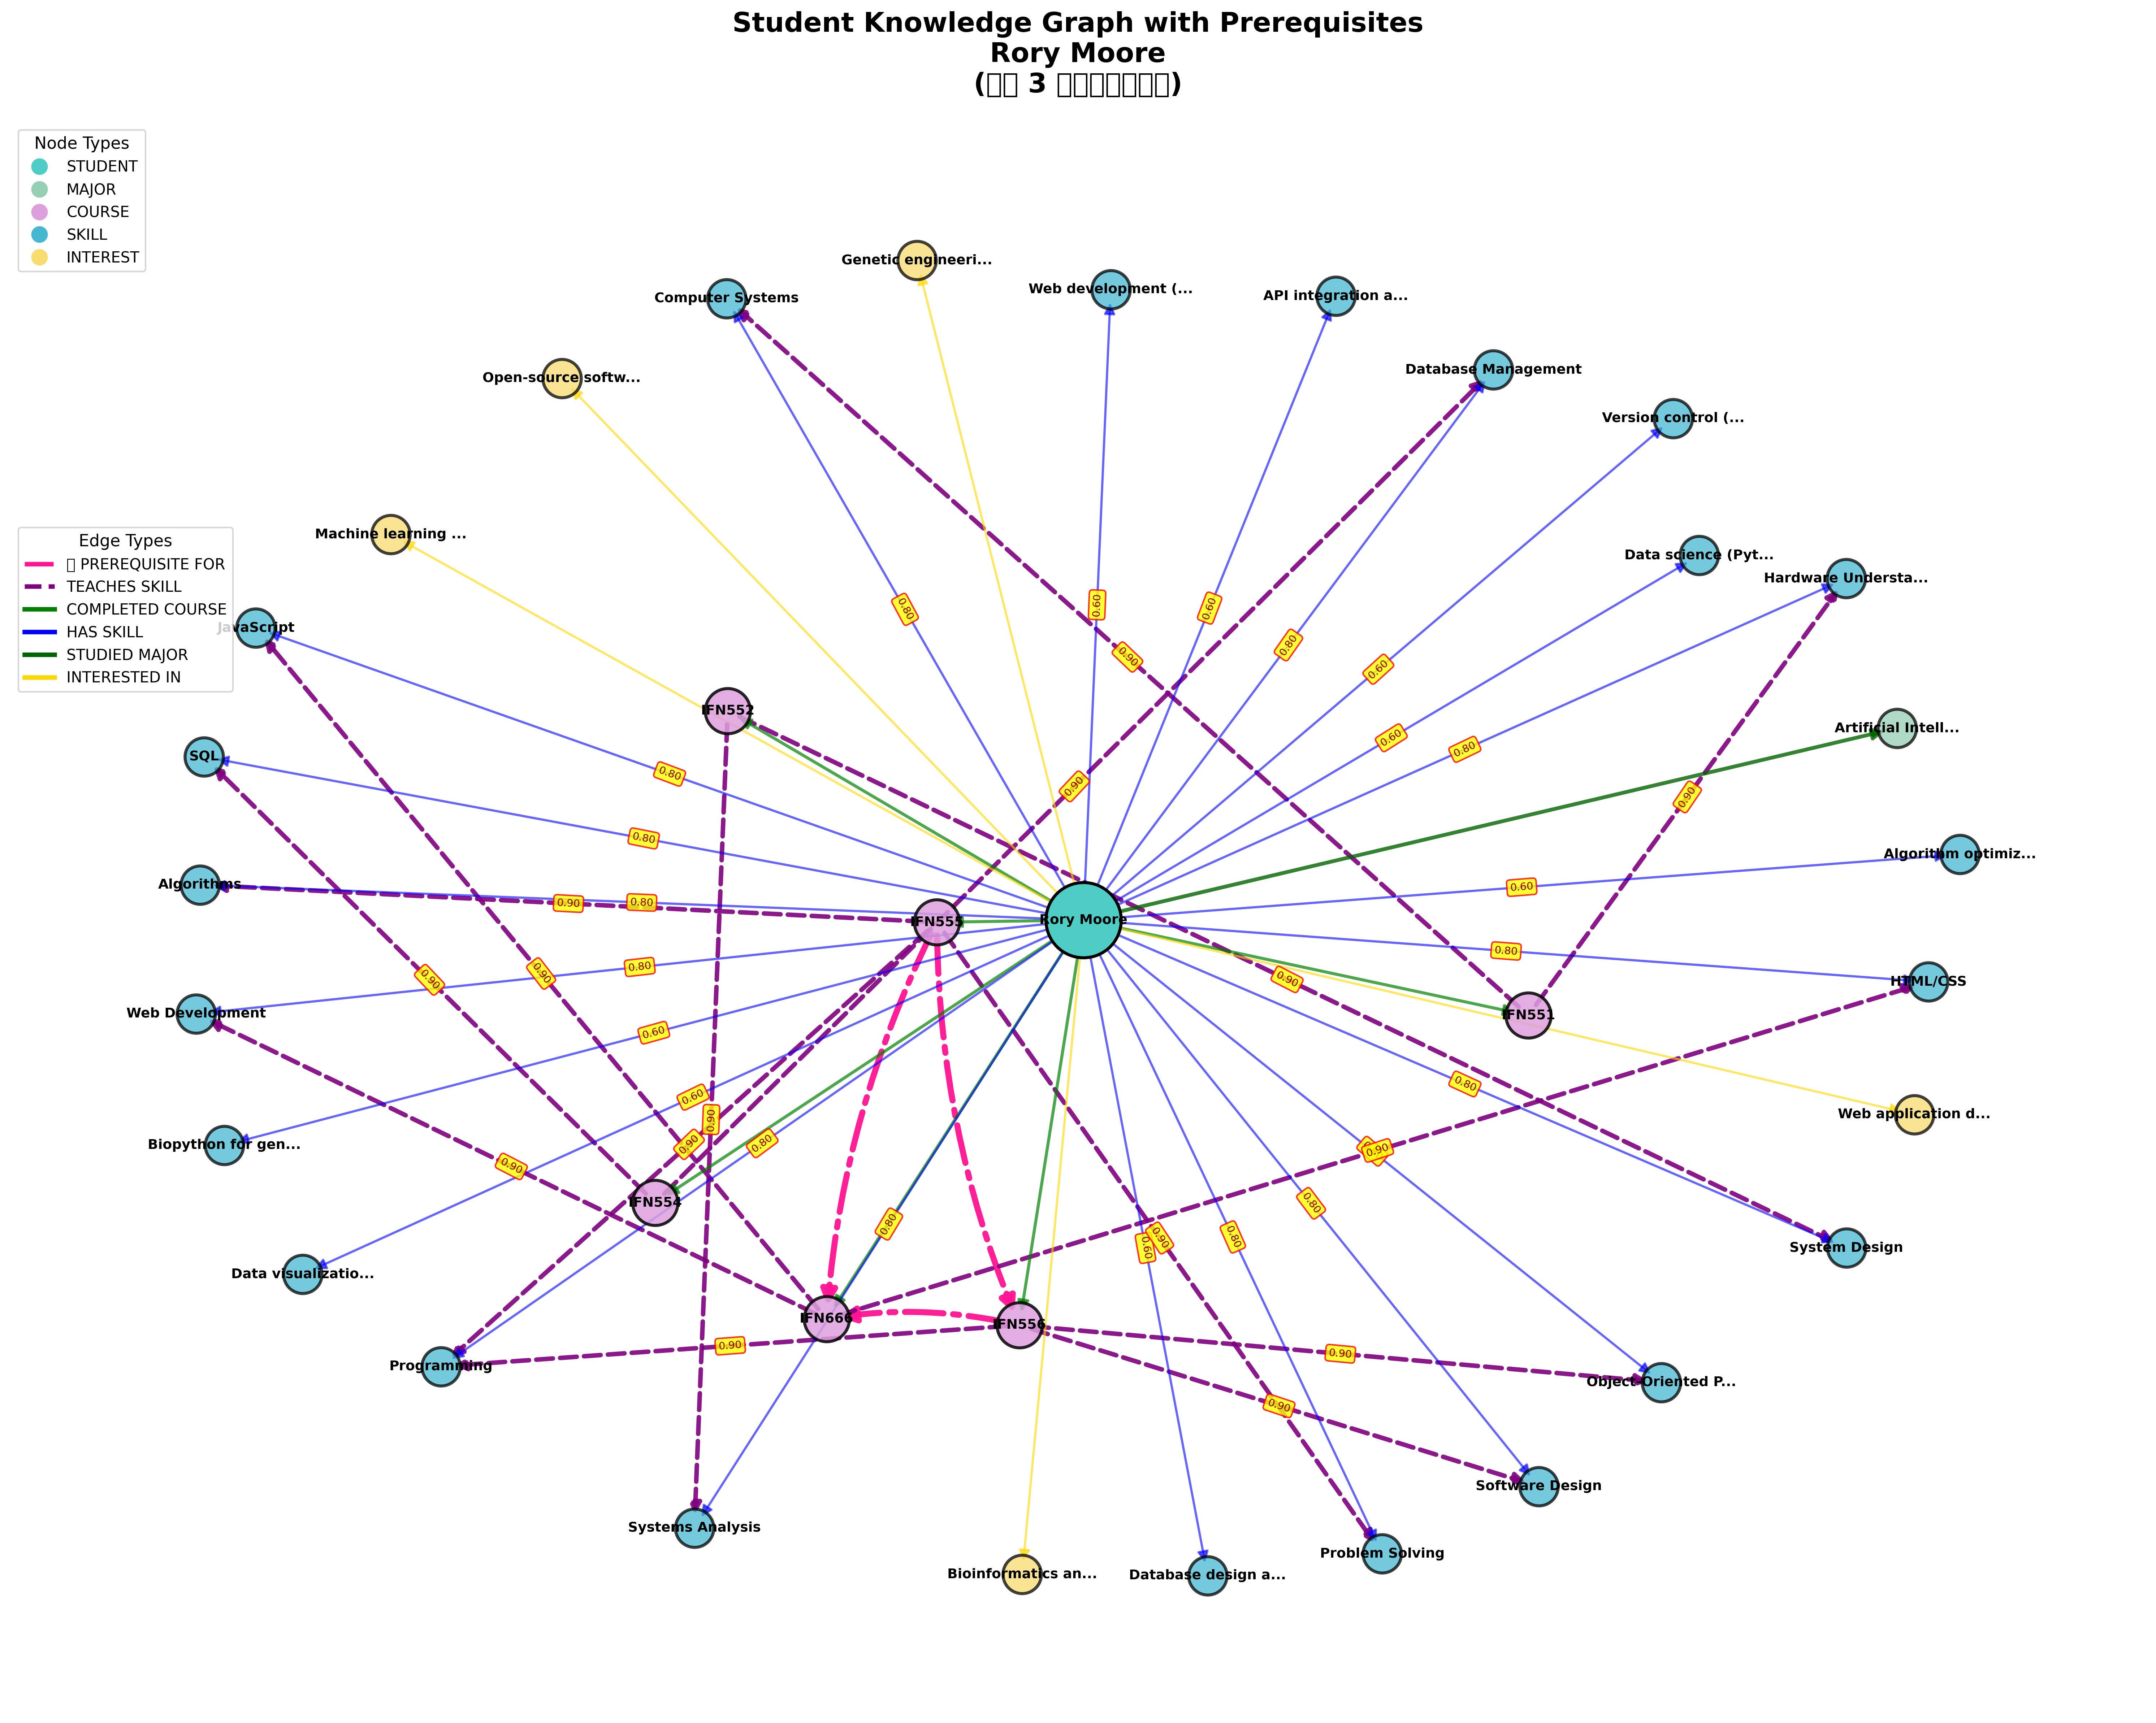 Student Knowledge Graph with Prerequisites
Rory Moore
(▯▯ 3 ▯▯▯▯▯▯▯)
Node Types
STUDENT
MAJOR
COURSE
SKILL
INTEREST
Genetic engineeri...
Web development (...
API integration a...
Computer Systems
Database Management
Open-source softw...
Version control (...
Machine learning ...
Data science (Pyt...
Hardware Understa...
Edge Types
▯ PREREQUISITE FOR
TEACHES SKILL
COMPLETED COURSE
HAS SKILL
STUDIED MAJOR
INTERESTED IN
JavaScript
0.80
0.60
0.60
0.80
0.90
0.60
IFN552
Artificial Intell...
0.60
0.80
SQL
0.80
0.90
0.90
0.80
Algorithm optimiz...
Algorithms
0.90
0.80
0.60
IFN555
Rory Moore
0.80
0.80
HTML/CSS
0.90
0.90
0.90
Web Development
IFN551
0.60
0.80
0.60
0.90
Web application d...
Biopython for gen...
0.90
0.80
0.90
0.90
IFN554
0.80
0.80
0.80
0.90
0.60
System Design
Data visualizatio...
IFN666
IFN556
0.90
0.90
Programming
Object-Oriented P...
0.90
Software Design
Systems Analysis
Problem Solving
Bioinformatics an...
Database design a...